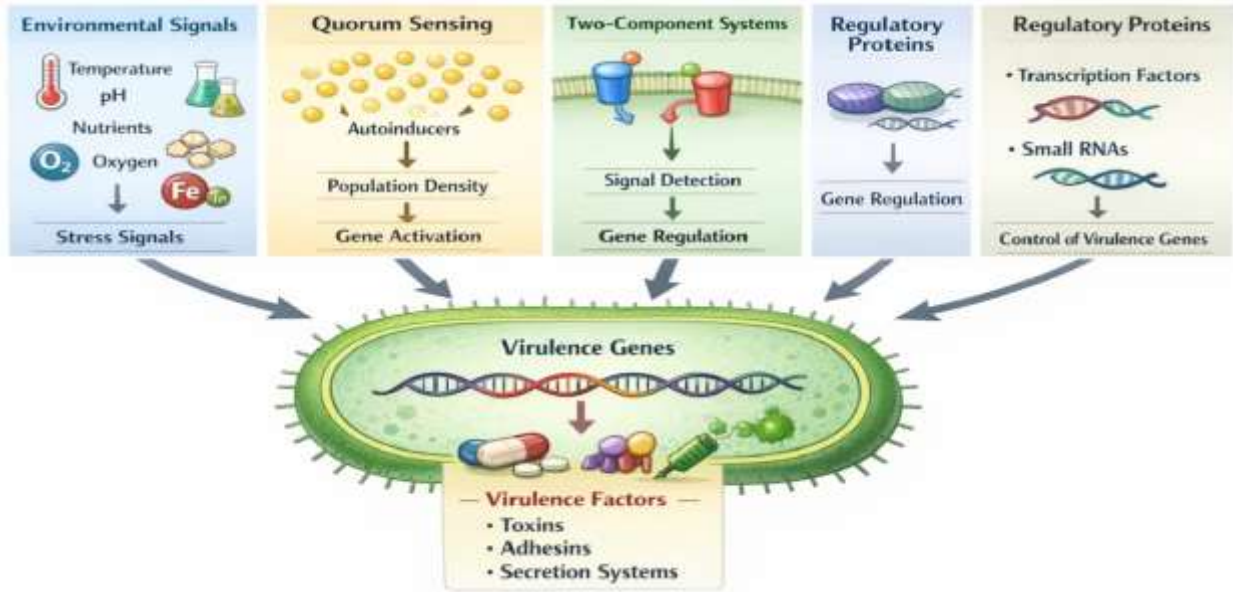 Environmental Signals
Temperature
pH
Nutrients
O₂ Oxygen
Fe
Stress Signals
Quorum Sensing
Autoinducers
Population Density
Gene Activation
Two-Component Systems
Signal Detection
Gene Regulation
Regulatory
Proteins
Gene Regulation
Regulatory Proteins
• Transcription Factors
• Small RNAs
Control of Virulence Genes
Virulence Genes
Virulence Factors
• Toxins
• Adhesins
• Secretion Systems